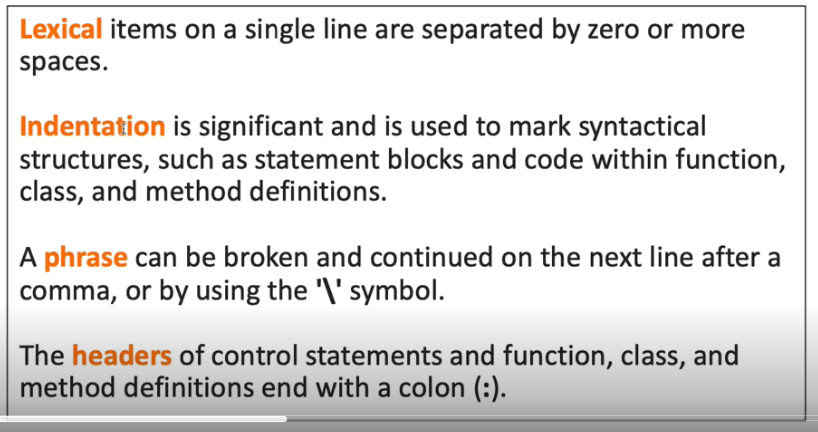 Lexical items on a single line are separated by zero or more
spaces.
Indentation is significant and is used to mark syntactical
structures, such as statement blocks and code within function,
class, and method definitions.
A phrase can be broken and continued on the next line after a
comma, or by using the '\' symbol.
The headers of control statements and function, class, and
method definitions end with a colon (:).